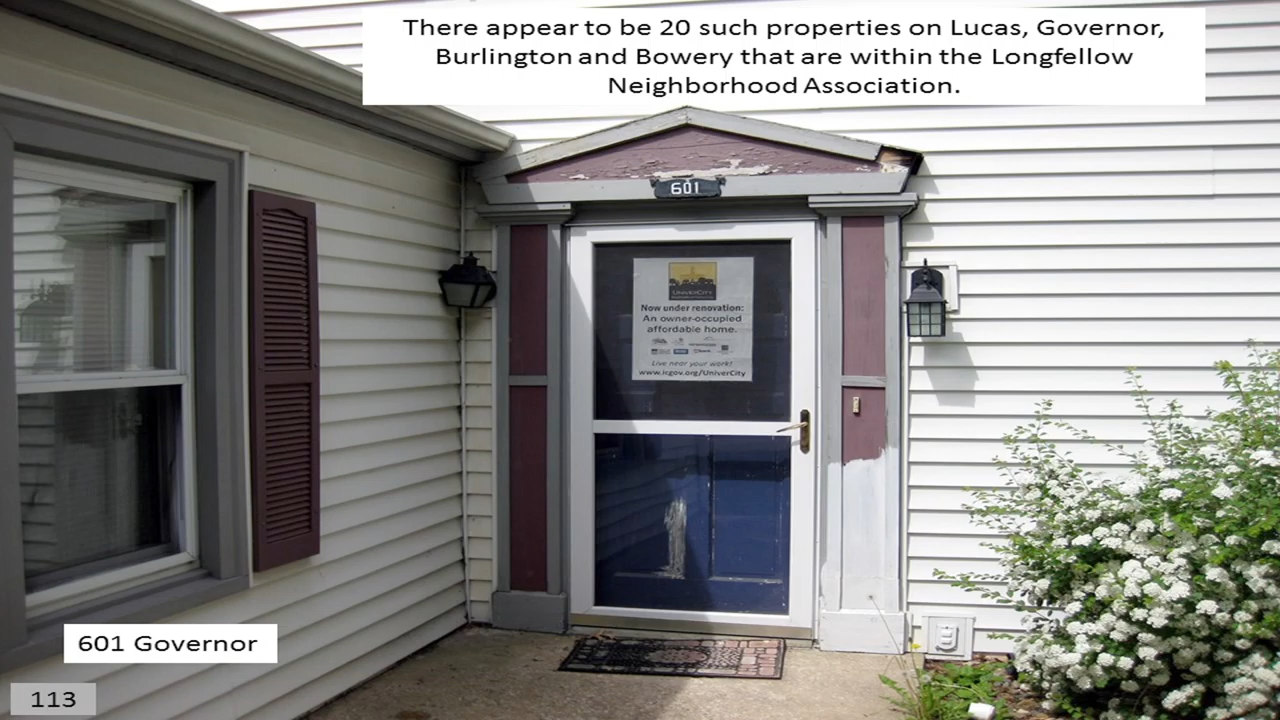 There appear to be 20 such properties on Lucas, Governor,
Burlington and Bowery that are within the Longfellow
Neighborhood Association.
601
UNIVERCITY
Now under renovation:
An owner-occupied
affordable home.
Live near your work!
www.icgov.org/UniverCity
601 Governor
113